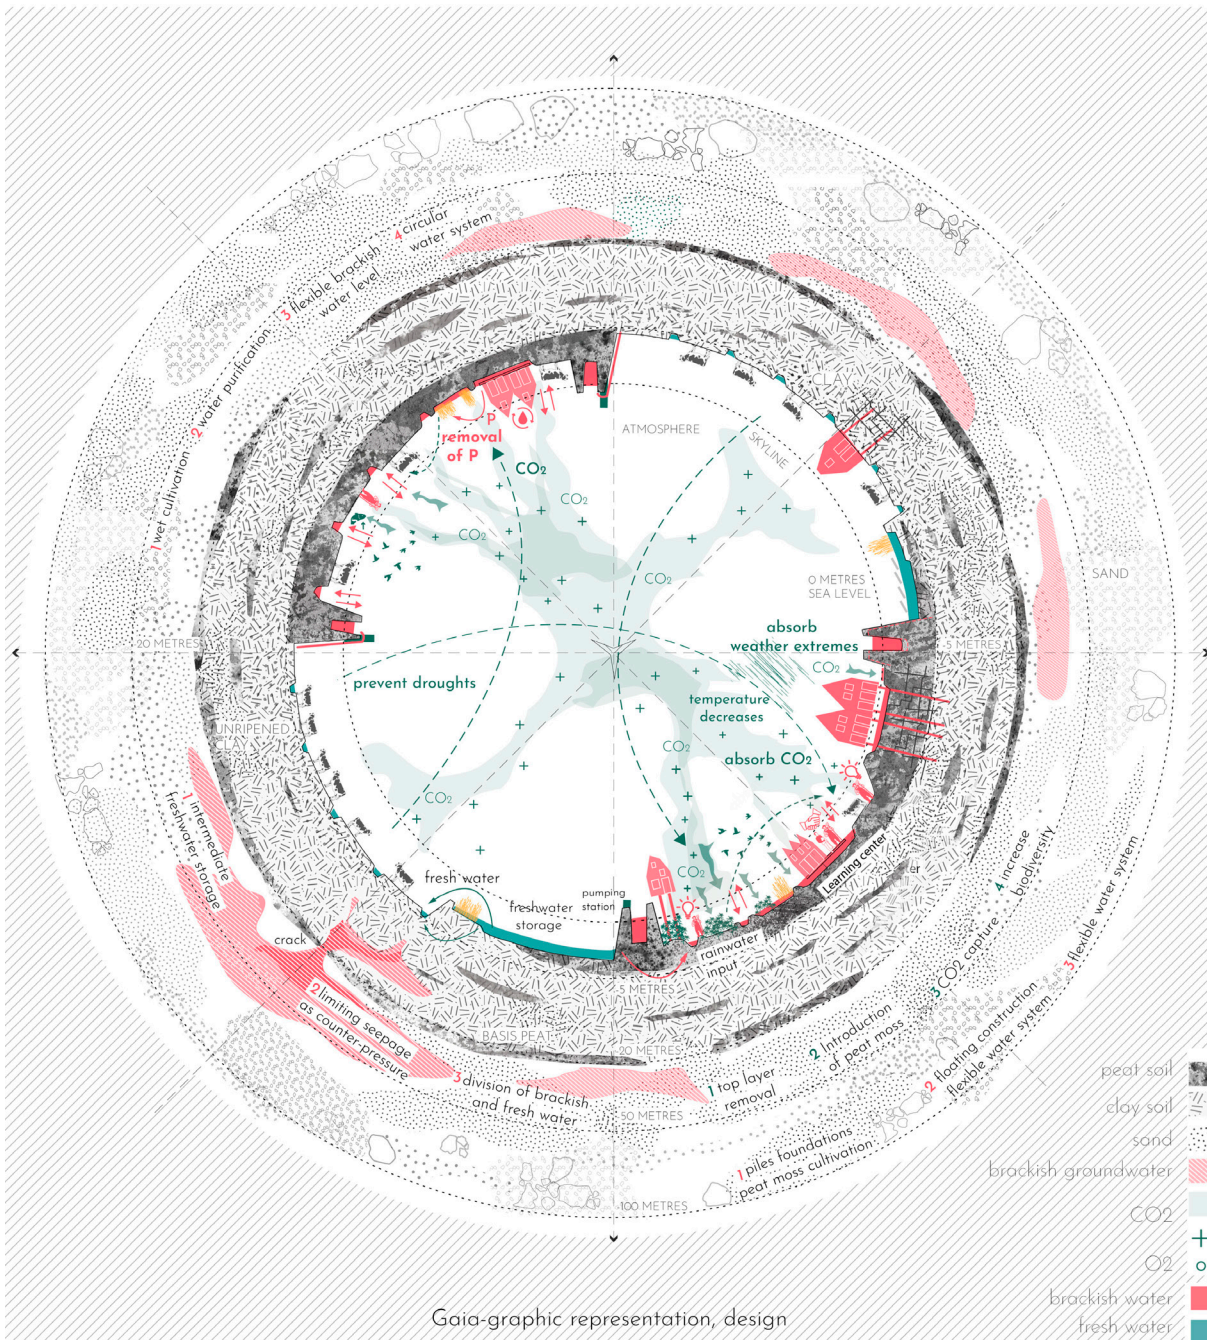 4 circular
water system
3 flexible brackish
water level
2 water purification
1 wet cultivation
P
removal
of P
CO2
CO2
CO2
ATMOSPHERE
SKYLINE
CLAY
CO2
0 METRES
SEA LEVEL
SAND
20 METRES
-5 METRES
absorb
weather extremes
CO2
prevent droughts
temperature
decreases
UNRIPENED
CLAY
CO2
absorb CO2
CO2
1 intermediate
freshwater storage
CO2
fresh water
pumping
station
freshwater
storage
Learning center
4 increase
biodiversity
crack
rainwater
input
-5 METRES
2 limiting seepage
as counter-pressure
BASIS PEAT
20 METRES
3 division of brackish
and fresh water
1 top layer
removal
2 Introduction
of peat moss
3 CO2 capture
3 flexible water system
2 floating construction
flexible water system
50 METRES
1 piles foundations
peat moss cultivation
100 METRES
peat soil
clay soil
sand
brackish groundwater
CO2
O2
brackish water
fresh water
Gaia-graphic representation, design